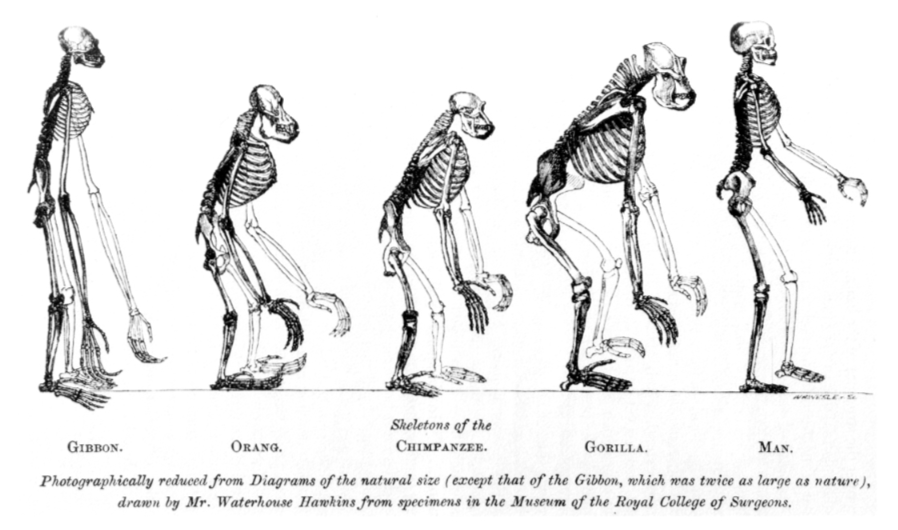 Skeletons of the
GIBBON. ORANG. CHIMPANZEE. GORILLA. MAN.
Photographically reduced from Diagrams of the natural size (except that of the Gibbon, which was twice as large as nature),
drawn by Mr. Waterhouse Hawkins from specimens in the Museum of the Royal College of Surgeons.